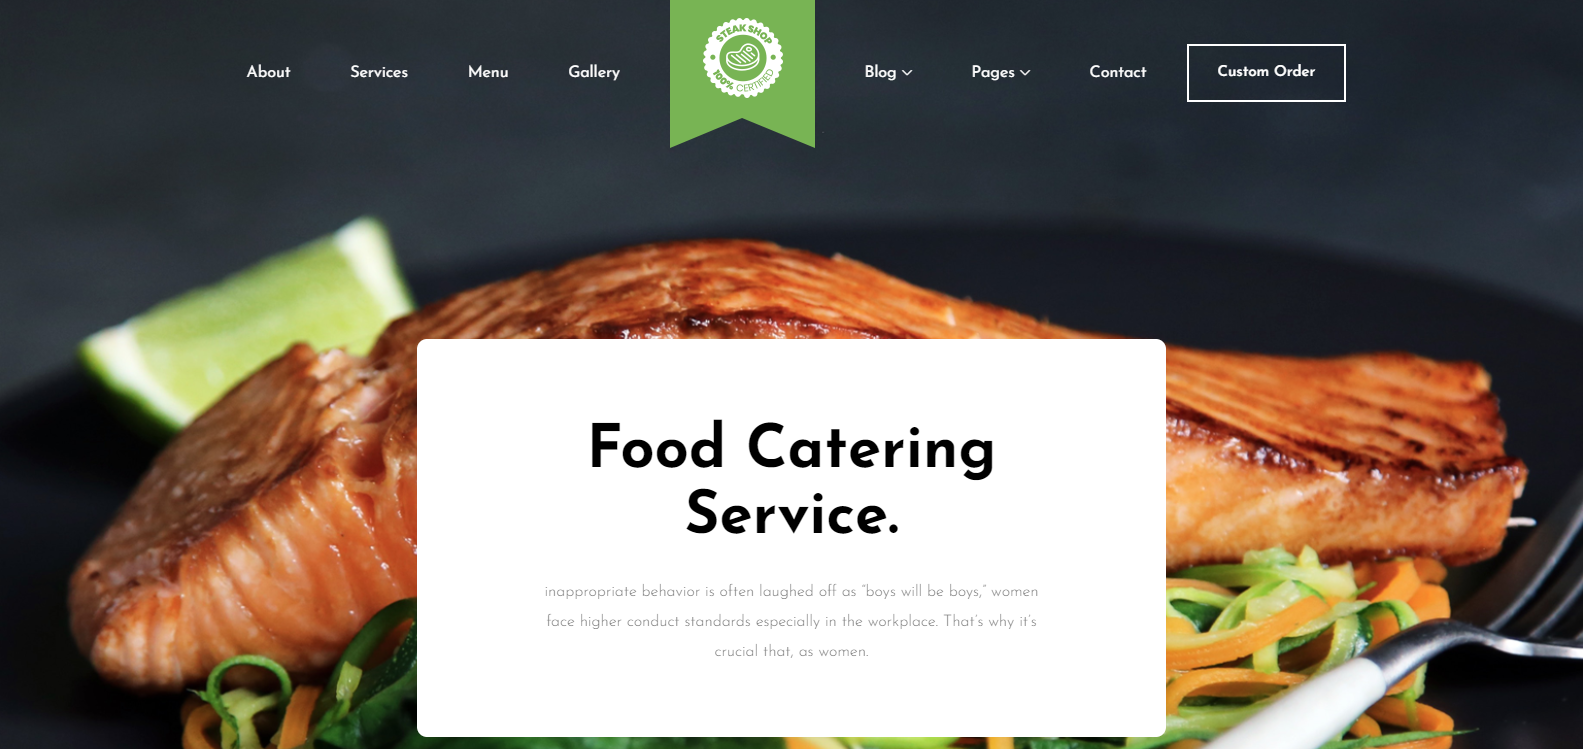 About
Services
Menu
Gallery
STEAK SHOP
100% CERTIFIED
Blog
Pages
Contact
Custom Order
Food Catering
Service.
inappropriate behavior is often laughed off as “boys will be boys,” women
face higher conduct standards especially in the workplace. That’s why it’s
crucial that, as women.